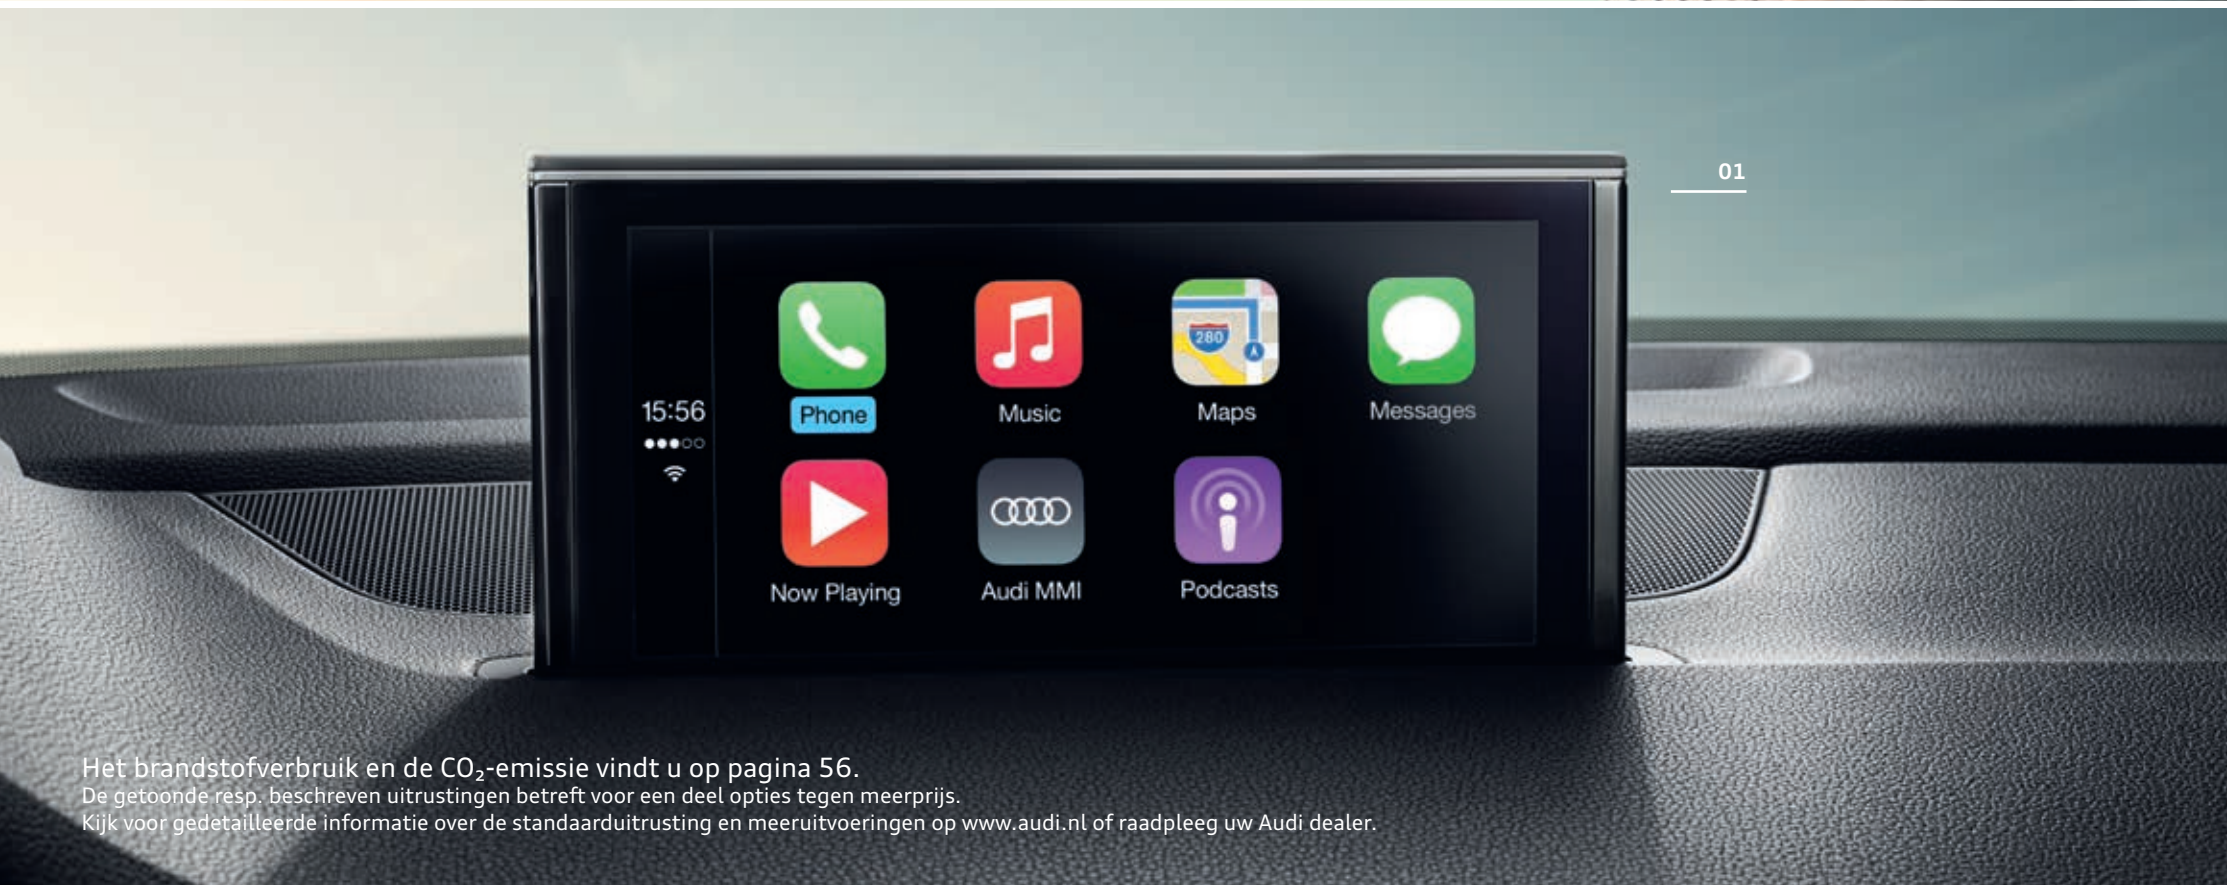 01
280
15:56
Phone
Music
Maps
Messages
Now Playing
Audi MMI
Podcasts
Het brandstofverbruik en de CO₂-emissie vindt u op pagina 56.
De getoonde resp. beschreven uitrustingen betreft voor een deel opties tegen meerprijs.
Kijk voor gedetailleerde informatie over de standaarduitrusting en meeruitvoeringen op www.audi.nl of raadpleeg uw Audi dealer.